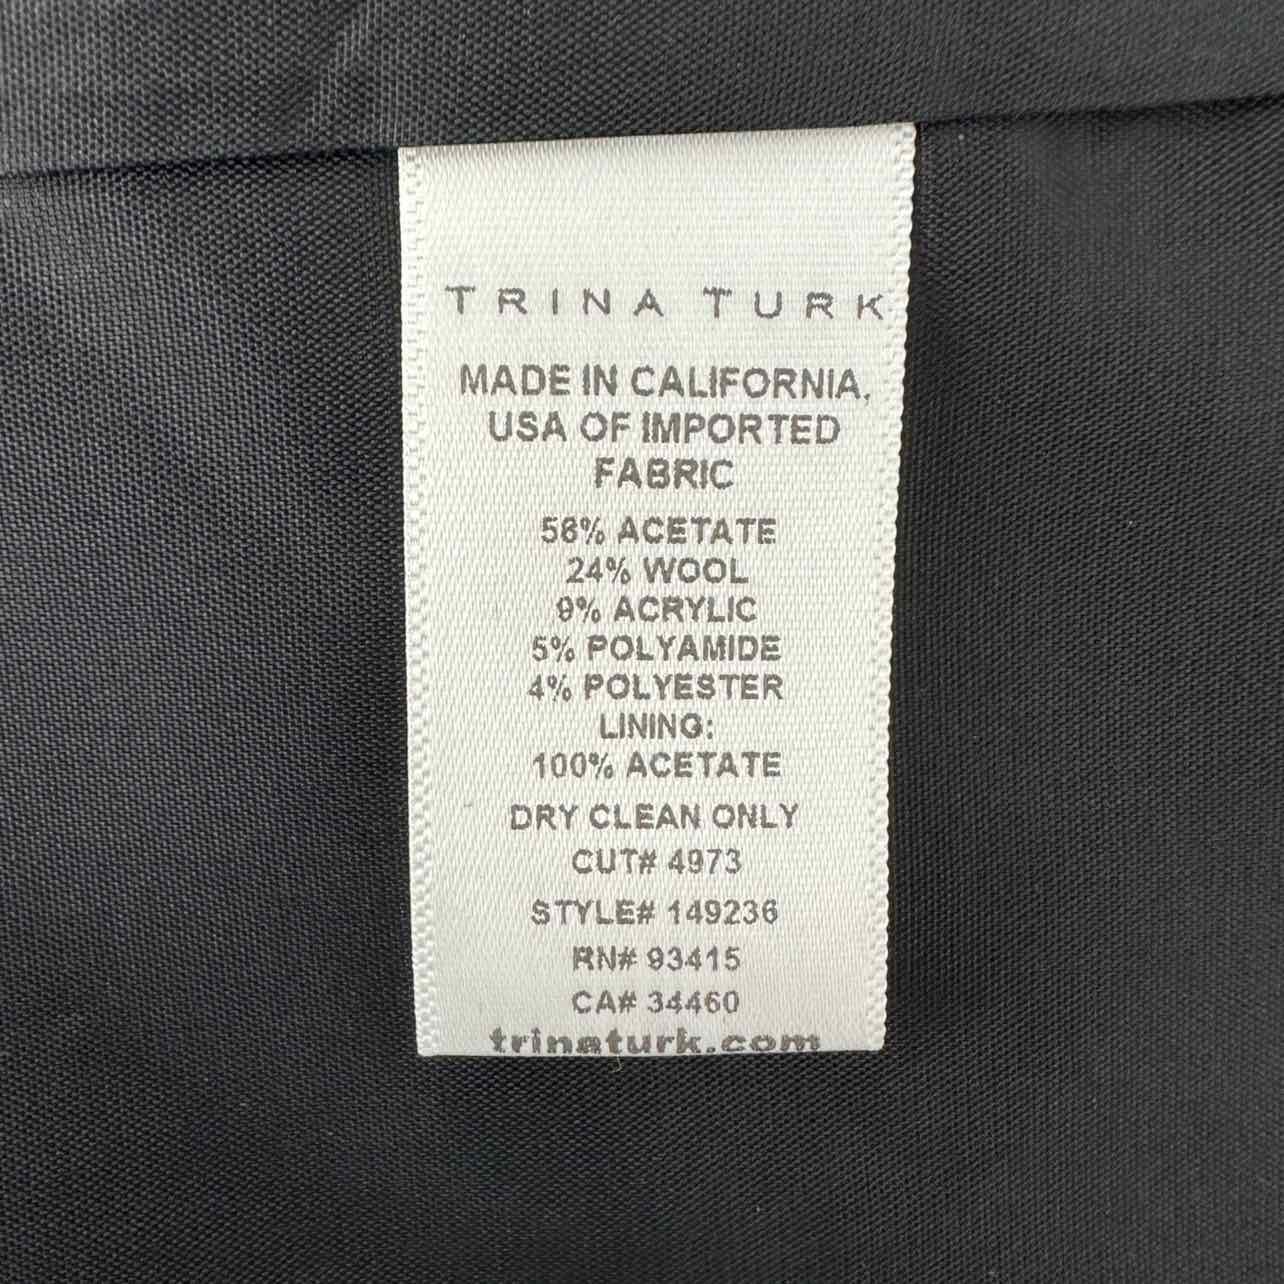 TRINA TURK
MADE IN CALIFORNIA,
USA OF IMPORTED
FABRIC
58% ACETATE
24% WOOL
9% ACRYLIC
5% POLYAMIDE
4% POLYESTER
LINING:
100% ACETATE
DRY CLEAN ONLY
CUT# 4973
STYLE# 149236
RN# 93415
CA# 34460
trinaturk.com